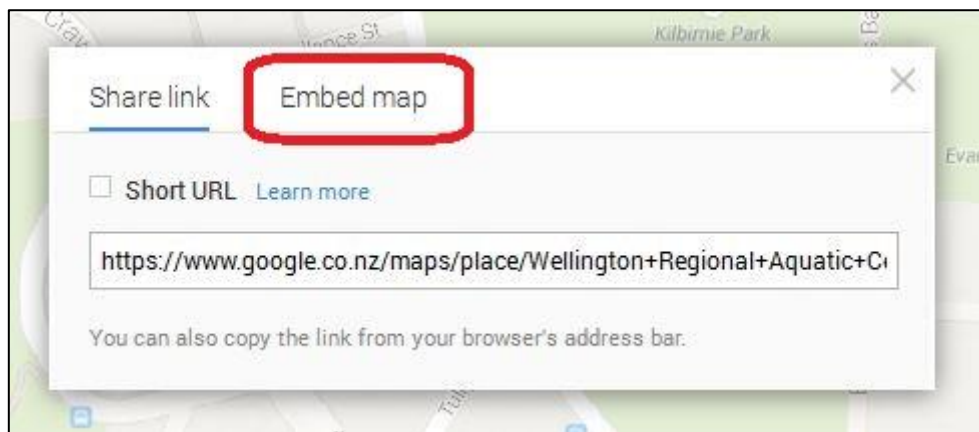 Kilbirnie Park
Share link Embed map
Short URL Learn more
https://www.google.co.nz/maps/place/Wellington+Regional+Aquatic+Ce
You can also copy the link from your browser's address bar.